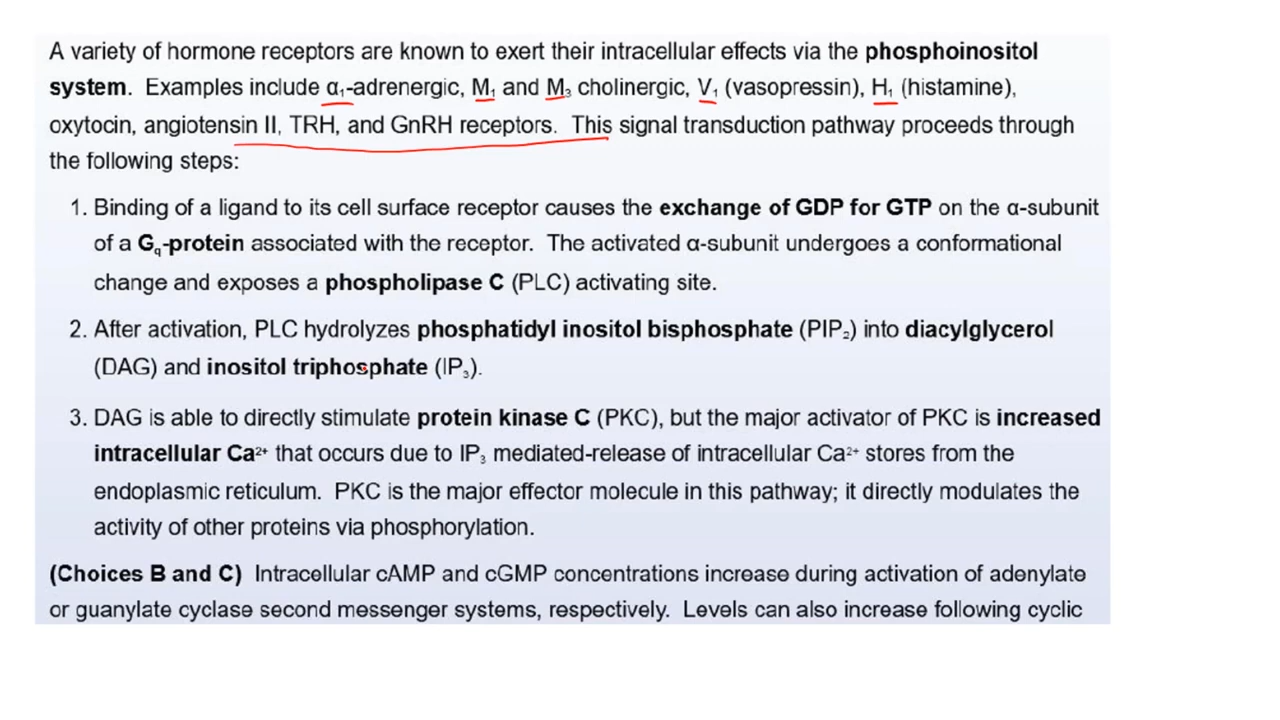 A variety of hormone receptors are known to exert their intracellular effects via the phosphoinositol
system. Examples include α₁-adrenergic, M₁ and M₃ cholinergic, V₁ (vasopressin), H₁ (histamine),
oxytocin, angiotensin II, TRH, and GnRH receptors. This signal transduction pathway proceeds through
the following steps:
1. Binding of a ligand to its cell surface receptor causes the exchange of GDP for GTP on the α-subunit
of a Gq-protein associated with the receptor. The activated α-subunit undergoes a conformational
change and exposes a phospholipase C (PLC) activating site.
2. After activation, PLC hydrolyzes phosphatidyl inositol bisphosphate (PIP₂) into diacylglycerol
(DAG) and inositol triphosphate (IP₃).
3. DAG is able to directly stimulate protein kinase C (PKC), but the major activator of PKC is increased
intracellular Ca²⁺ that occurs due to IP₃ mediated-release of intracellular Ca²⁺ stores from the
endoplasmic reticulum. PKC is the major effector molecule in this pathway; it directly modulates the
activity of other proteins via phosphorylation.
(Choices B and C) Intracellular cAMP and cGMP concentrations increase during activation of adenylate
or guanylate cyclase second messenger systems, respectively. Levels can also increase following cyclic